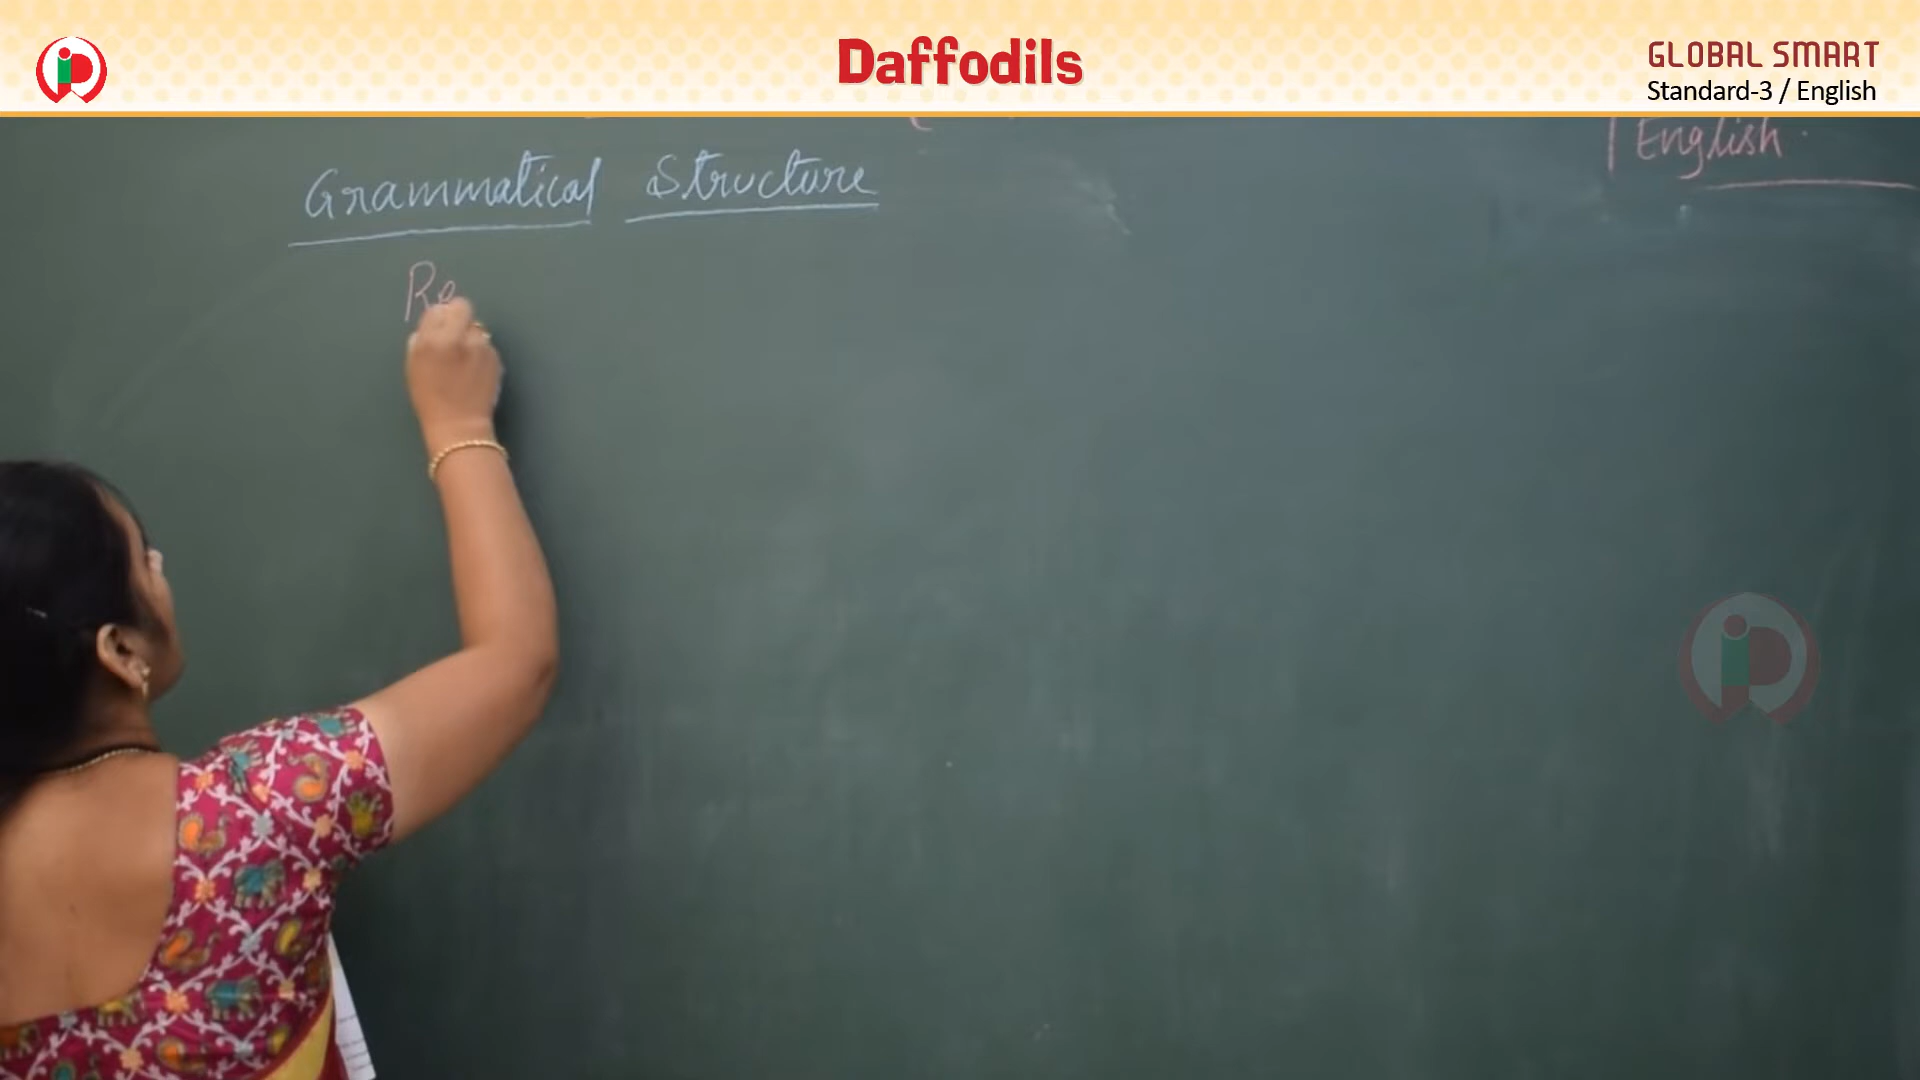 Daffodils
GLOBAL SMART
Standard-3 / English
English.
Grammatical Structure
Re